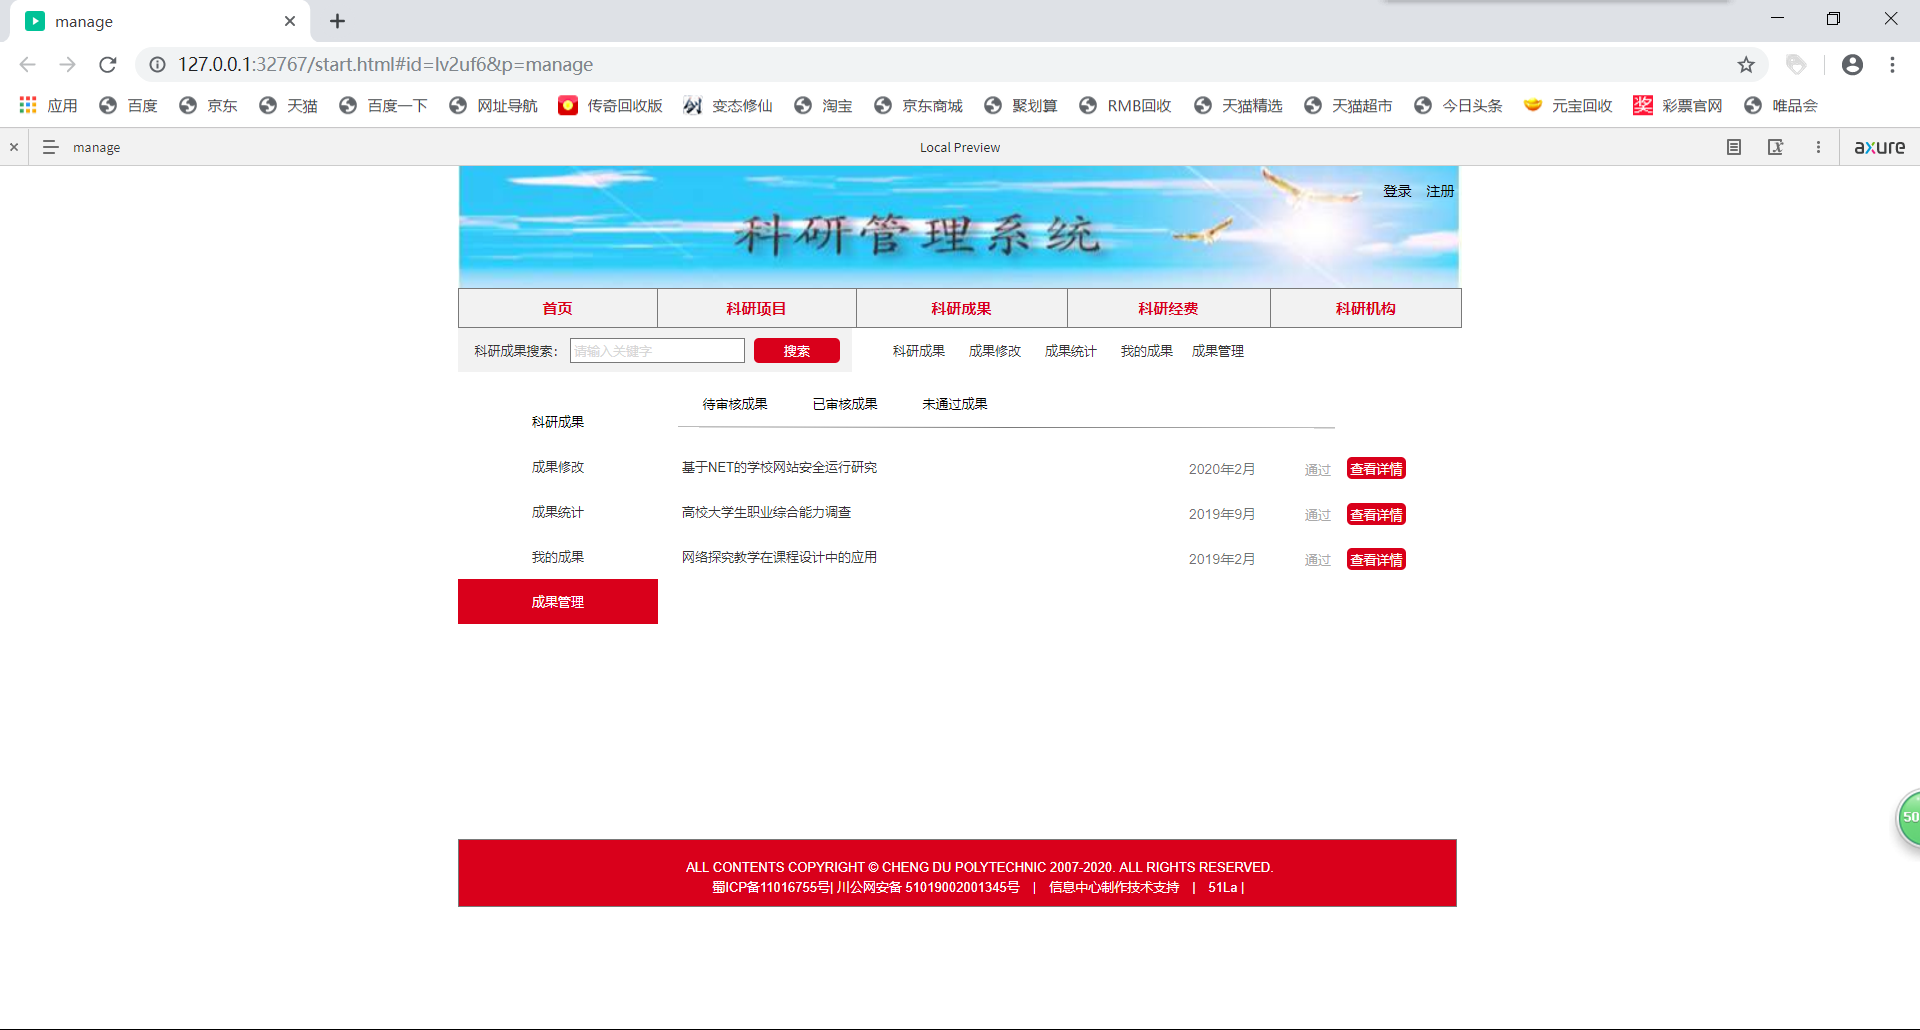 manage
127.0.0.1:32767/start.html#id=lv2uf6&p=manage
应用 百度 京东 天猫 百度一下 网址导航 传奇回收版 变态修仙 淘宝 京东商城 聚划算 RMB回收 天猫精选 天猫超市 今日头条 元宝回收 奖 彩票官网 唯品会
manage Local Preview axure
登录 注册
科研管理系统
首页 科研项目 科研成果 科研经费 科研机构
科研成果搜索： 请输入关键字 搜索 科研成果 成果修改 成果统计 我的成果 成果管理
待审核成果 已审核成果 未通过成果
科研成果
成果修改 基于NET的学校网站安全运行研究 2020年2月 通过 查看详情
成果统计 高校大学生职业综合能力调查 2019年9月 通过 查看详情
我的成果 网络探究教学在课程设计中的应用 2019年2月 通过 查看详情
成果管理
50
ALL CONTENTS COPYRIGHT © CHENG DU POLYTECHNIC 2007-2020. ALL RIGHTS RESERVED.
蜀ICP备11016755号| 川公网安备 51019002001345号 | 信息中心制作技术支持 | 51La |